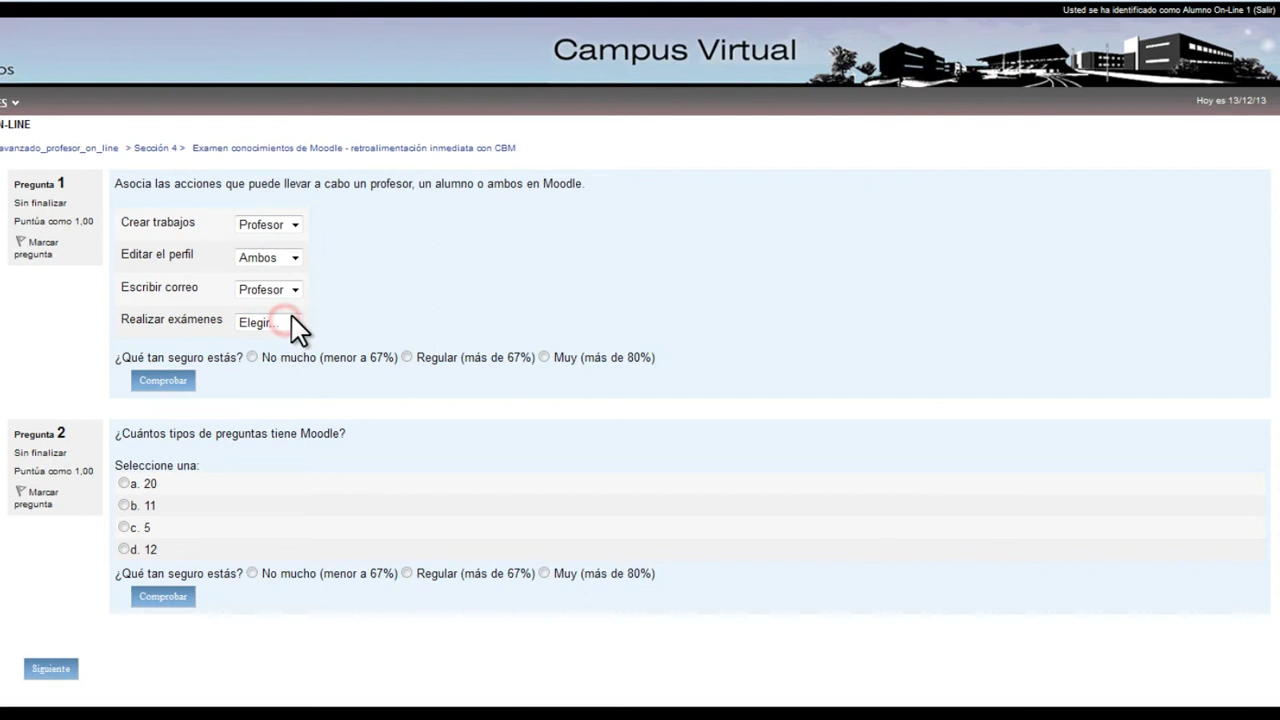 Usted se ha identificado como Alumno On-Line 1 (Salir)
Campus Virtual
OS
ES
Hoy es 13/12/13
N-LINE
avanzado_profesor_on_line > Sección 4 > Examen conocimientos de Moodle - retroalimentación inmediata con CBM
Pregunta 1
Sin finalizar
Puntúa como 1,00
Marcar
pregunta
Asocia las acciones que puede llevar a cabo un profesor, un alumno o ambos en Moodle.
Crear trabajos Profesor
Editar el perfil Ambos
Escribir correo Profesor
Realizar exámenes Elegir...
¿Qué tan seguro estás? No mucho (menor a 67%) Regular (más de 67%) Muy (más de 80%)
Comprobar
Pregunta 2
Sin finalizar
Puntúa como 1,00
Marcar
pregunta
¿Cuántos tipos de preguntas tiene Moodle?
Seleccione una:
a. 20
b. 11
c. 5
d. 12
¿Qué tan seguro estás? No mucho (menor a 67%) Regular (más de 67%) Muy (más de 80%)
Comprobar
Siguiente